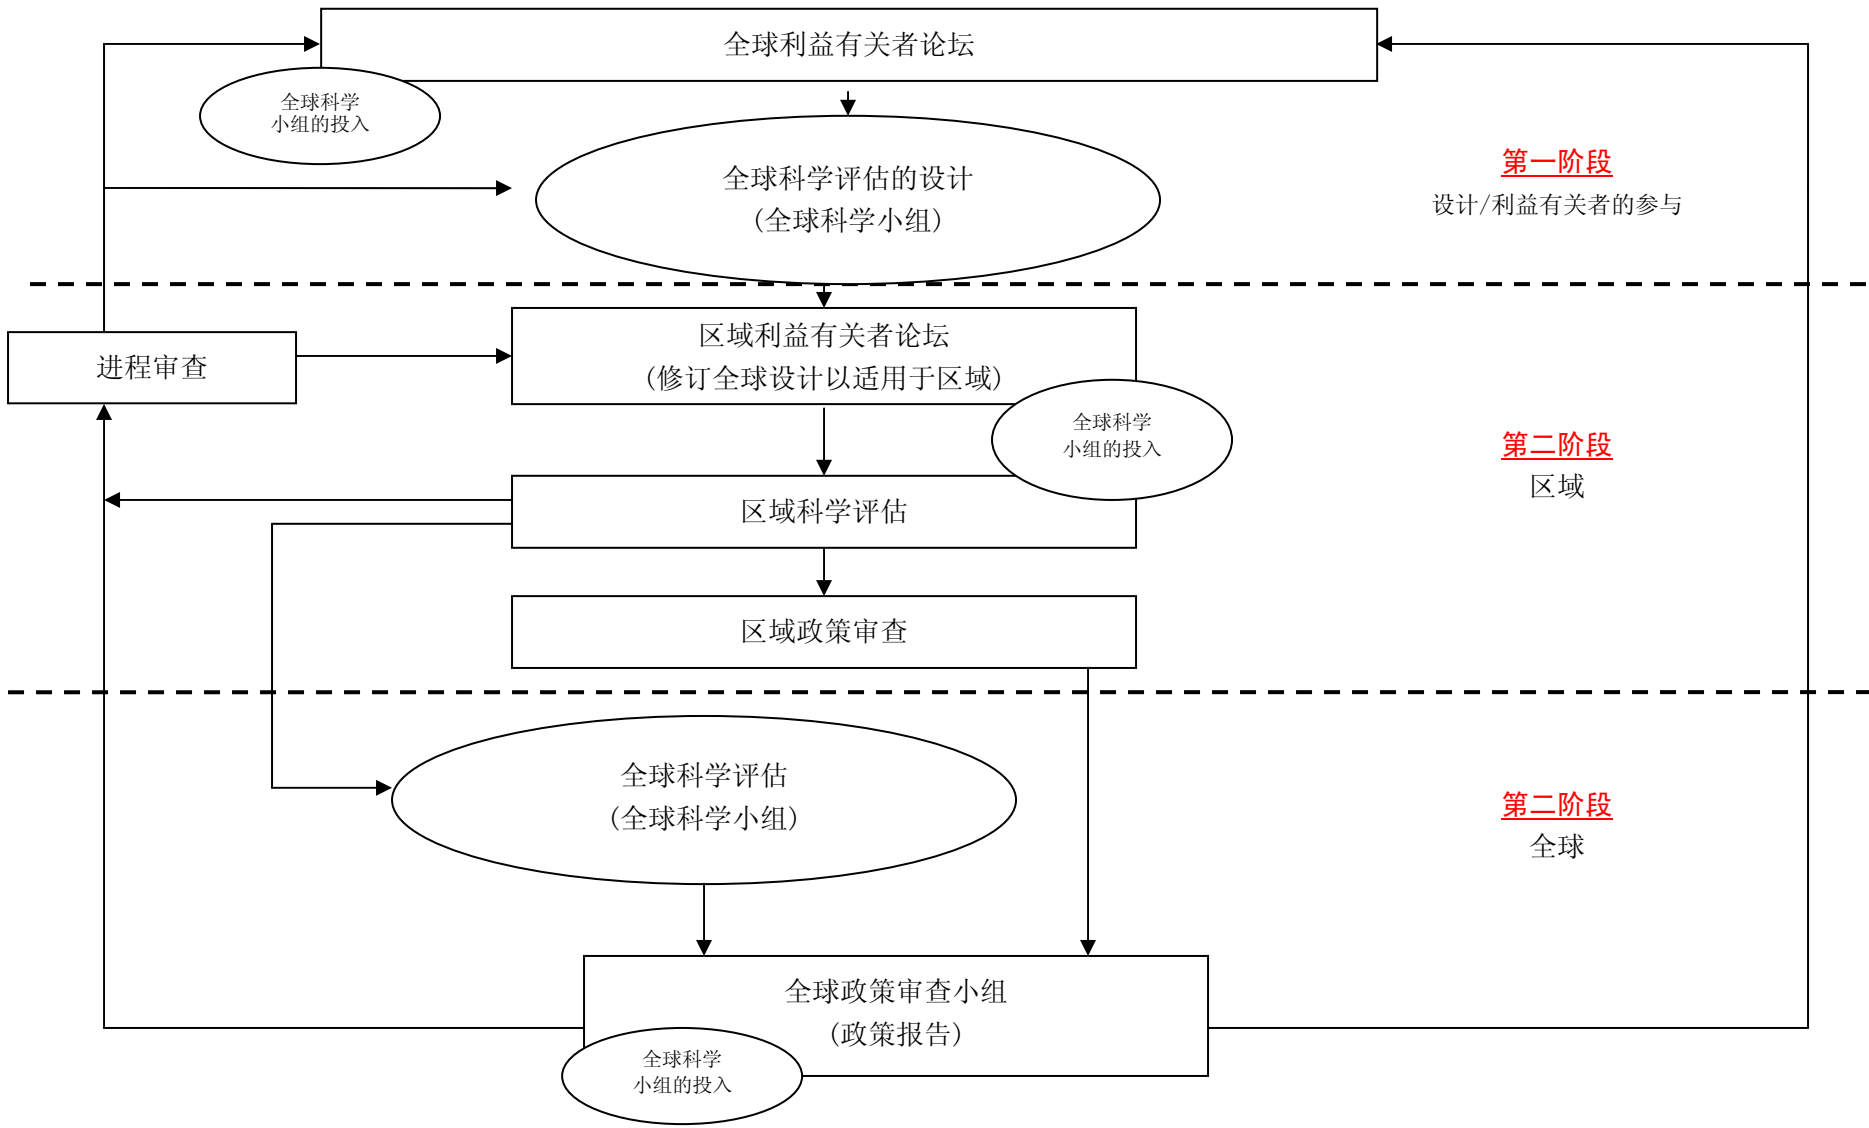 全球利益有关者论坛
全球科学
小组的投入
全球科学评估的设计
(全球科学小组)
第一阶段
设计/利益有关者的参与
进程审查
区域利益有关者论坛
(修订全球设计以适用于区域)
全球科学
小组的投入
第二阶段
区域
区域科学评估
区域政策审查
全球科学评估
(全球科学小组)
第二阶段
全球
全球政策审查小组
(政策报告)
全球科学
小组的投入